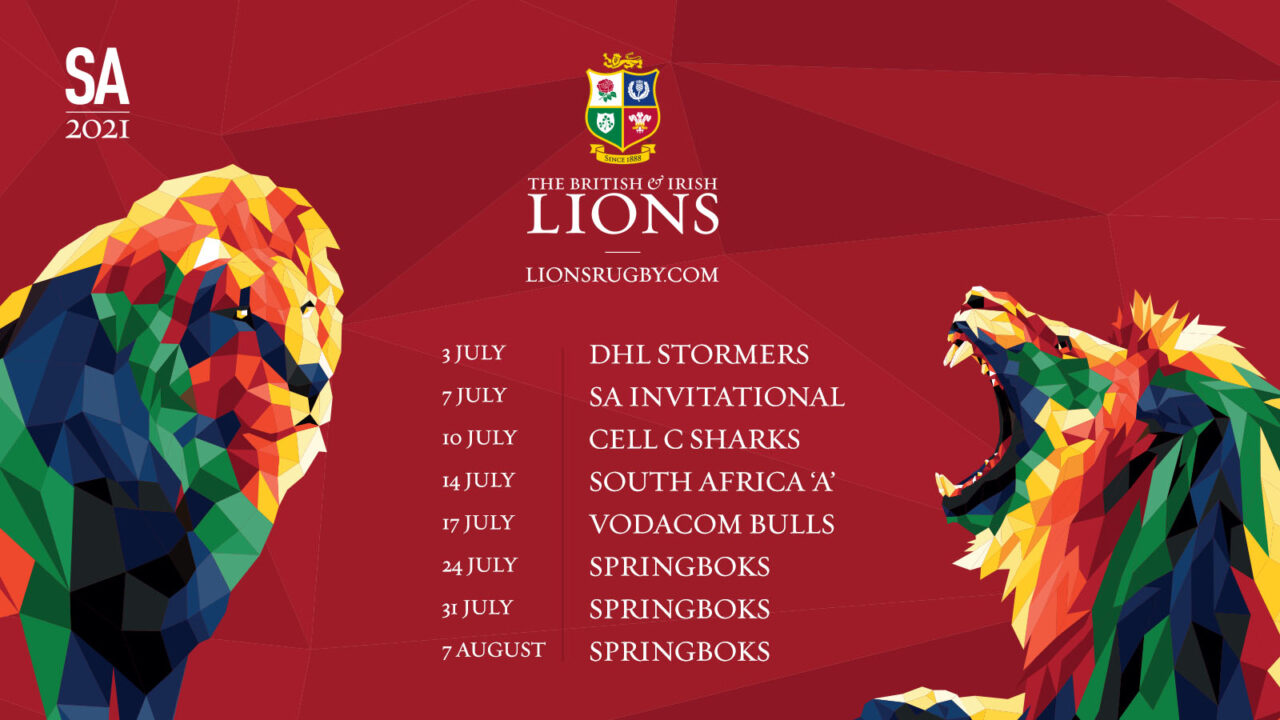 SA
2021
SINCE 1888
THE BRITISH & IRISH
LIONS
LIONSRUGBY.COM
3 JULY DHL STORMERS
7 JULY SA INVITATIONAL
10 JULY CELL C SHARKS
14 JULY SOUTH AFRICA ‘A’
17 JULY VODACOM BULLS
24 JULY SPRINGBOKS
31 JULY SPRINGBOKS
7 AUGUST SPRINGBOKS